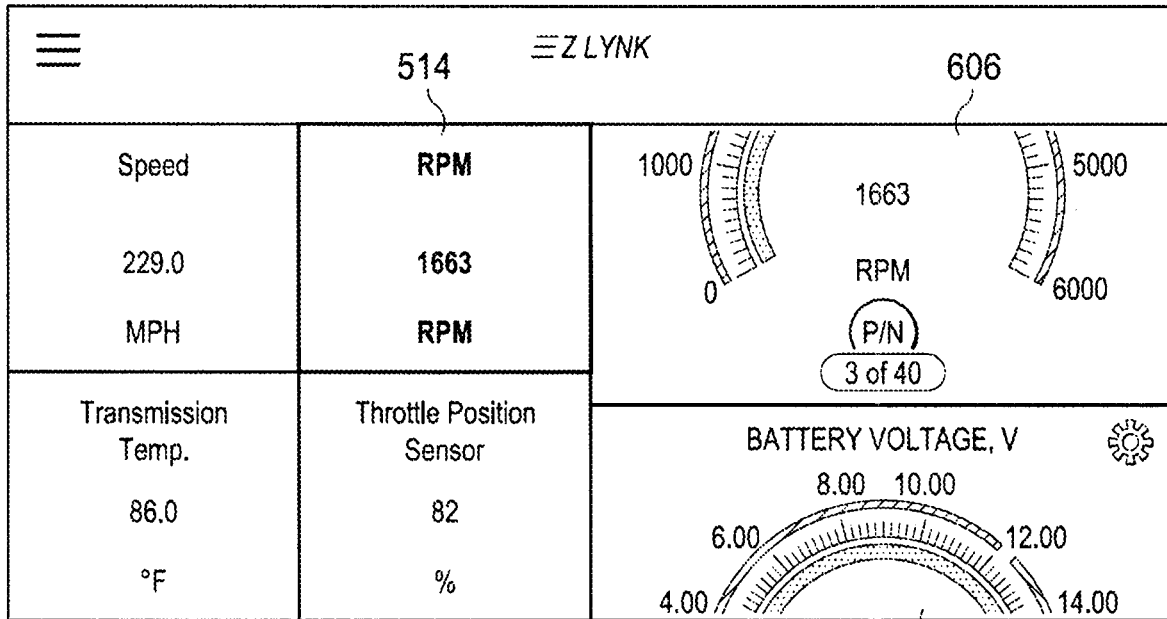 EZ LYNK
514
606
Speed
229.0
MPH
RPM
1663
RPM
1000
5000
1663
RPM
0
6000
P/N
3 of 40
Transmission
Temp.
86.0
°F
Throttle Position
Sensor
82
%
BATTERY VOLTAGE, V
8.00 10.00
6.00 12.00
4.00 14.00